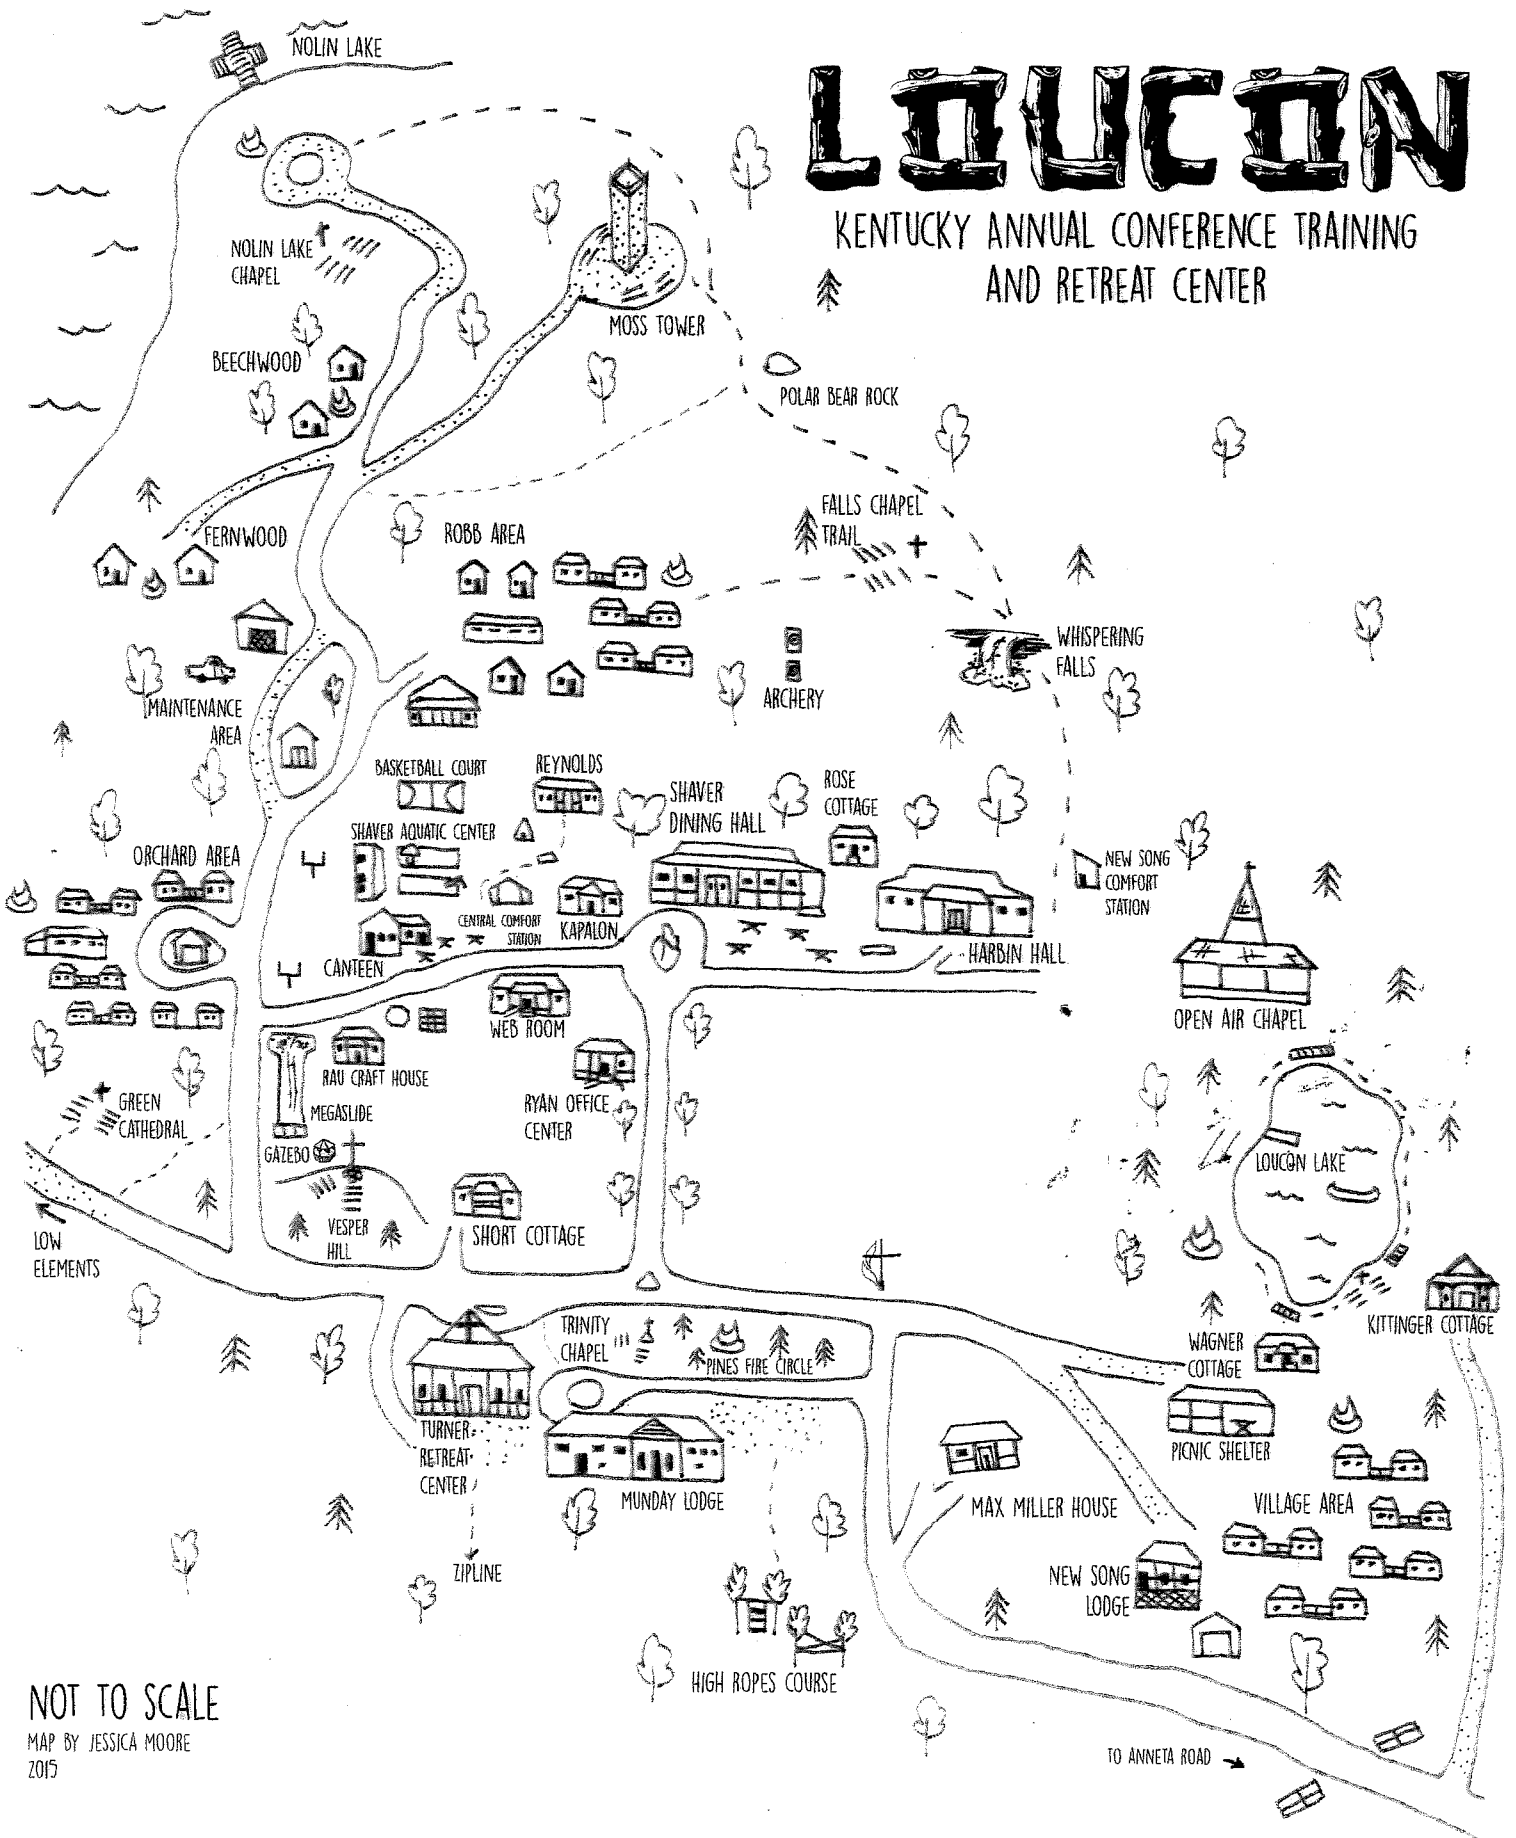 NOLIN LAKE
LOUCON
KENTUCKY ANNUAL CONFERENCE TRAINING
AND RETREAT CENTER
NOLIN LAKE
CHAPEL
MOSS TOWER
BEECHWOOD
POLAR BEAR ROCK
FALLS CHAPEL
TRAIL
FERNWOOD
ROBB AREA
WHISPERING
FALLS
ARCHERY
MAINTENANCE
AREA
BASKETBALL COURT
REYNOLDS
SHAVER
DINING HALL
ROSE
COTTAGE
SHAVER AQUATIC CENTER
ORCHARD AREA
NEW SONG
COMFORT
STATION
CENTRAL COMFORT
STATION
KAPALON
CANTEEN
HARBIN HALL
WEB ROOM
OPEN AIR CHAPEL
RAU CRAFT HOUSE
GREEN
CATHEDRAL
MEGASLIDE
RYAN OFFICE
CENTER
GAZEBO
LOUCON LAKE
VESPER
HILL
SHORT COTTAGE
LOW
ELEMENTS
TRINITY
CHAPEL
PINES FIRE CIRCLE
KITTINGER COTTAGE
WAGNER
COTTAGE
TURNER
RETREAT
CENTER
PICNIC SHELTER
MUNDAY LODGE
MAX MILLER HOUSE
VILLAGE AREA
ZIPLINE
NEW SONG
LODGE
HIGH ROPES COURSE
NOT TO SCALE
MAP BY JESSICA MOORE
2015
TO ANNETA ROAD